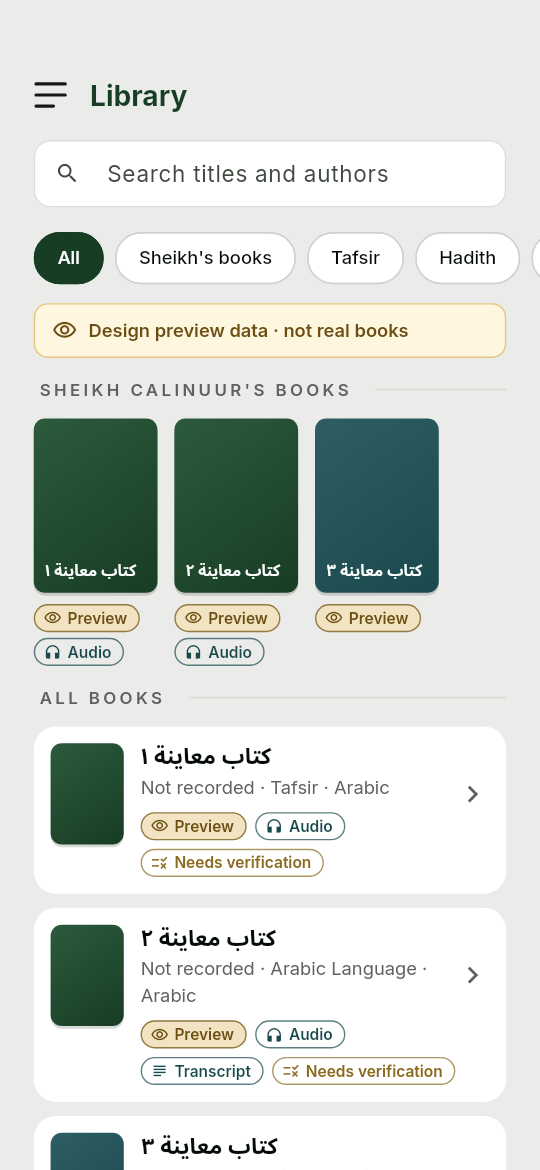 Library
Search titles and authors
All Sheikh's books Tafsir Hadith
Design preview data · not real books
SHEIKH CALINUUR'S BOOKS
كتاب معاينة ١ كتاب معاينة ٢ كتاب معاينة ٣
Preview Preview Preview
Audio Audio
ALL BOOKS
كتاب معاينة ١
Not recorded · Tafsir · Arabic
Preview Audio
Needs verification
كتاب معاينة ٢
Not recorded · Arabic Language ·
Arabic
Preview Audio
Transcript Needs verification
كتاب معاينة ٣